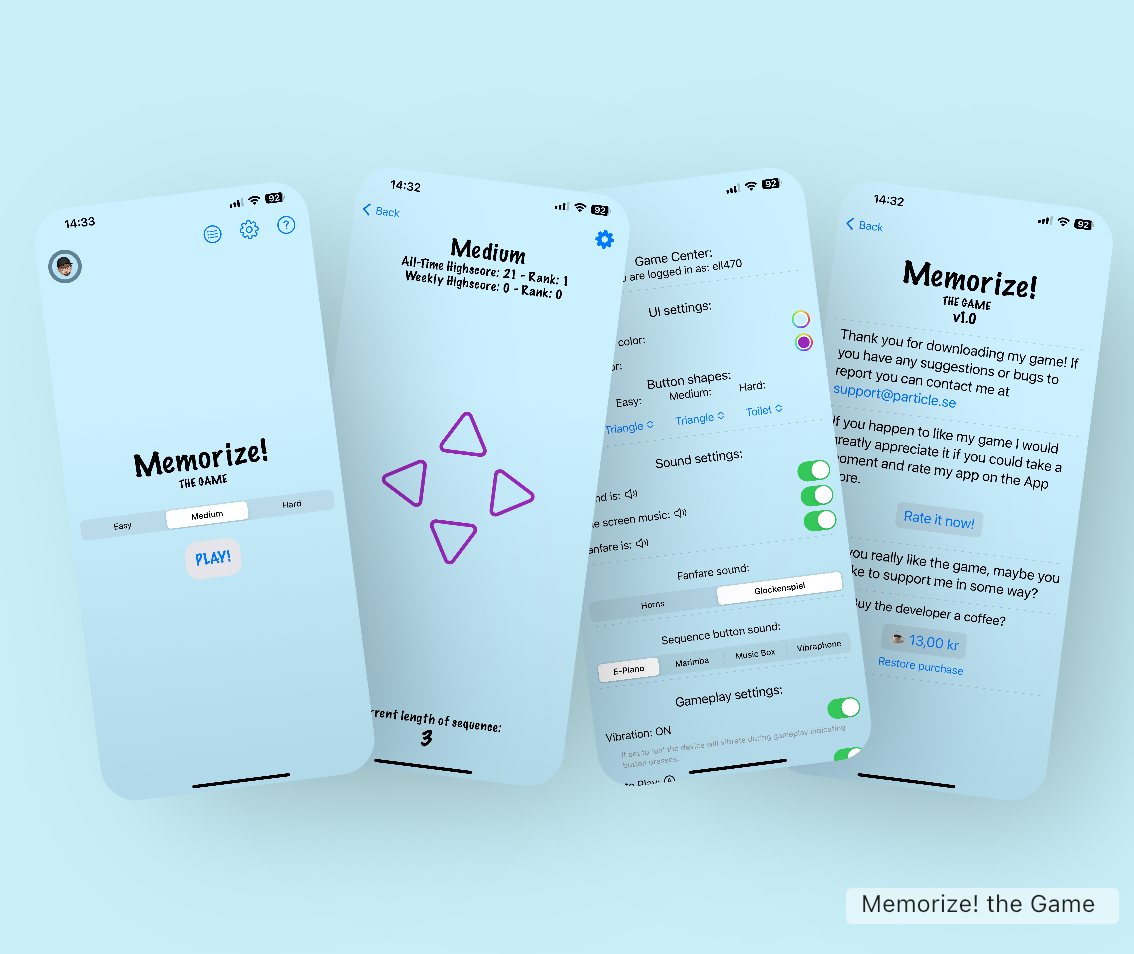 14:33
92
Memorize!
THE GAME
Easy Medium Hard
PLAY!
14:32
92
Back
Medium
All-Time Highscore: 21 - Rank: 1
Weekly Highscore: 0 - Rank: 0
rrent length of sequence:
3
92
Game Center:
are logged in as: ell470
UI settings:
color:
or:
Button shapes:
Easy: Medium: Hard:
Triangle Triangle Toilet
Sound settings:
nd is:
e screen music:
anfare is:
Fanfare sound:
Horns Glockenspiel
Sequence button sound:
E-Piano Marimba Music Box Vibraphone
Gameplay settings:
Vibration: ON
If set to 'on' the device will vibrate during gameplay indicating
button presses.
to Play:
14:32
92
Back
Memorize!
THE GAME
v1.0
Thank you for downloading my game! If
you have any suggestions or bugs to
report you can contact me at
support@particle.se
If you happen to like my game I would
greatly appreciate it if you could take a
moment and rate my app on the App
ore.
Rate it now!
you really like the game, maybe you
ke to support me in some way?
Buy the developer a coffee?
13,00 kr
Restore purchase
Memorize! the Game